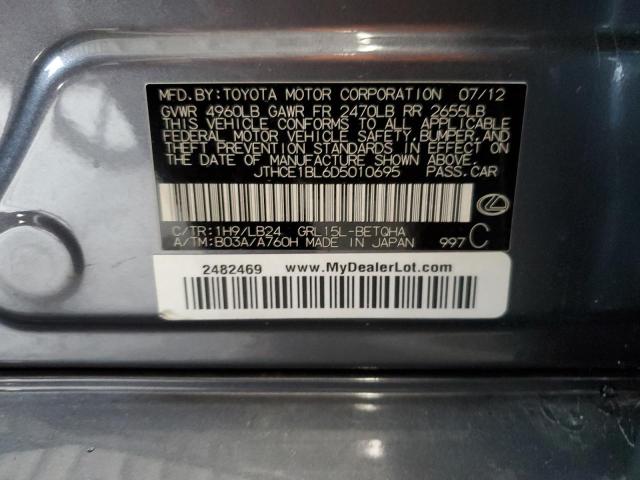 MFD. BY: TOYOTA MOTOR CORPORATION 07/12
GVWR 4960LB GAWR FR 2470LB RR 2655LB
THIS VEHICLE CONFORMS TO ALL APPLICABLE
FEDERAL MOTOR VEHICLE SAFETY, BUMPER, AND
THEFT PREVENTION STANDARDS IN EFFECT ON
THE DATE OF MANUFACTURE SHOWN ABOVE.
JTHCE1BL6D5010695 PASS. CAR
C/TR: 1H9/LB24 GRL15L-BETQHA
A/TM: B03A/A760H MADE IN JAPAN 997 C
2482469 www.MyDealerLot.com